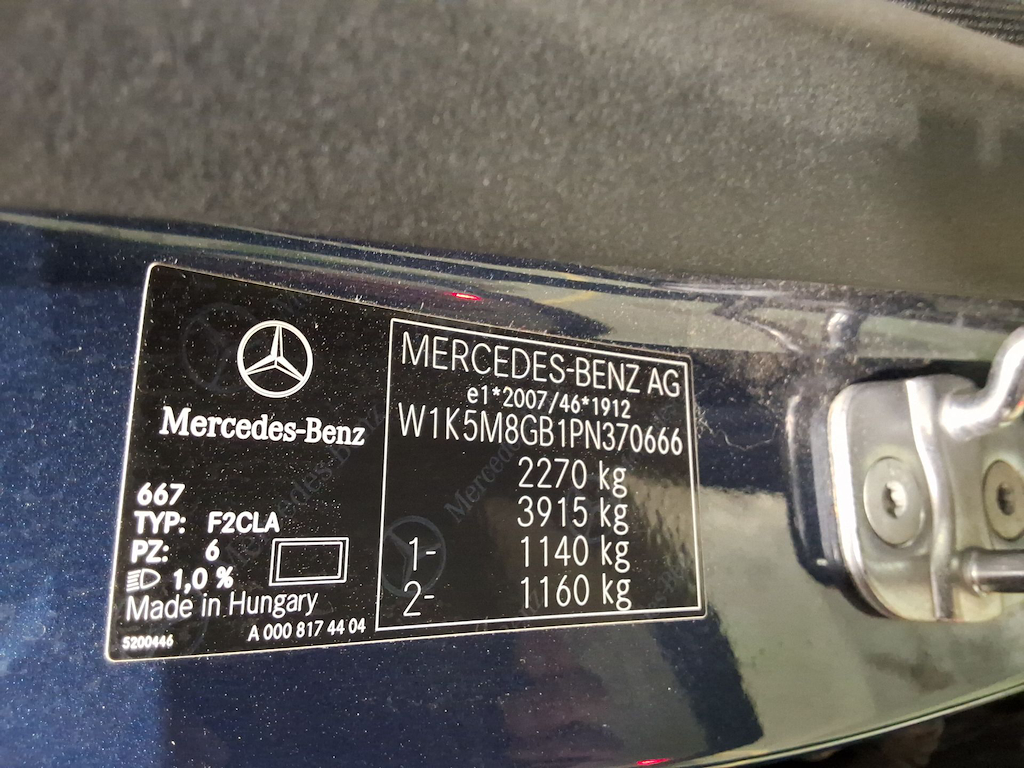 Mercedes-Benz
667
TYP: F2CLA
PZ: 6
1,0 %
Made in Hungary
5200446
A 000 817 44 04
MERCEDES-BENZ AG
e1*2007/46*1912
W1K5M8GB1PN370666
2270 kg
3915 kg
1- 1140 kg
2- 1160 kg